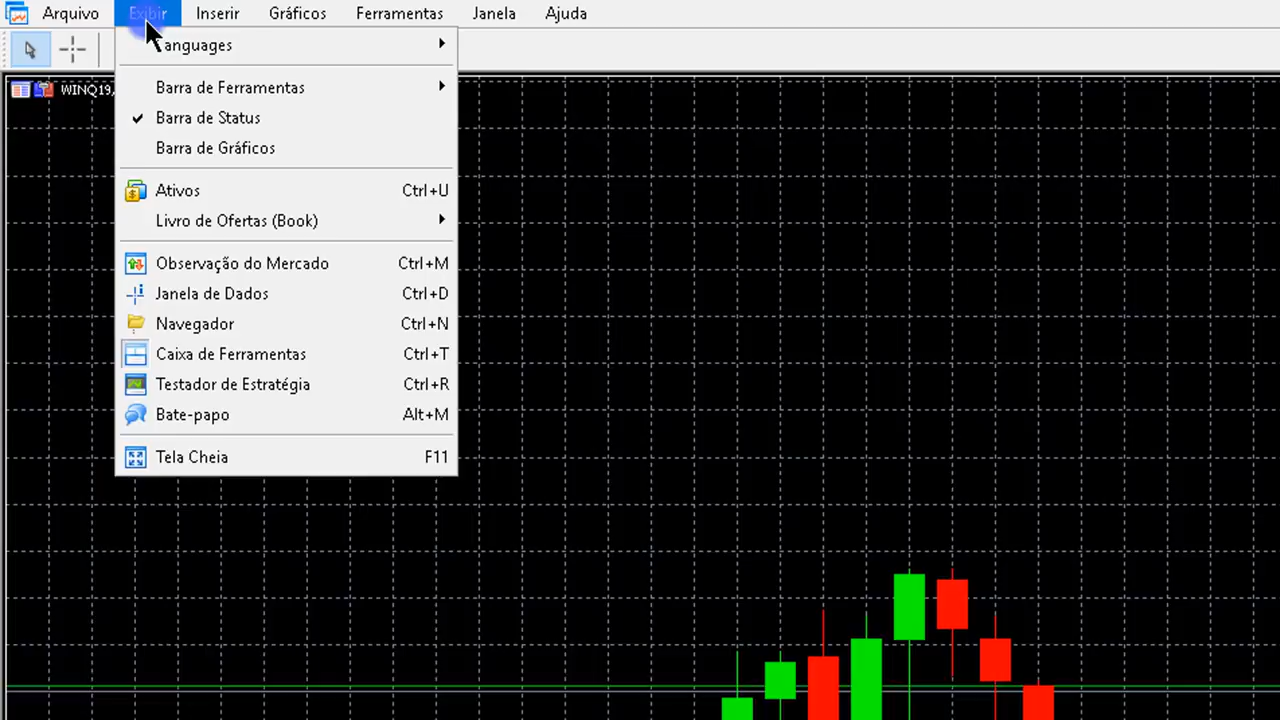 Arquivo Exibir Inserir Gráficos Ferramentas Janela Ajuda
Languages
WINQ19,
Barra de Ferramentas
Barra de Status
Barra de Gráficos
Ativos Ctrl+U
Livro de Ofertas (Book)
Observação do Mercado Ctrl+M
Janela de Dados Ctrl+D
Navegador Ctrl+N
Caixa de Ferramentas Ctrl+T
Testador de Estratégia Ctrl+R
Bate-papo Alt+M
Tela Cheia F11